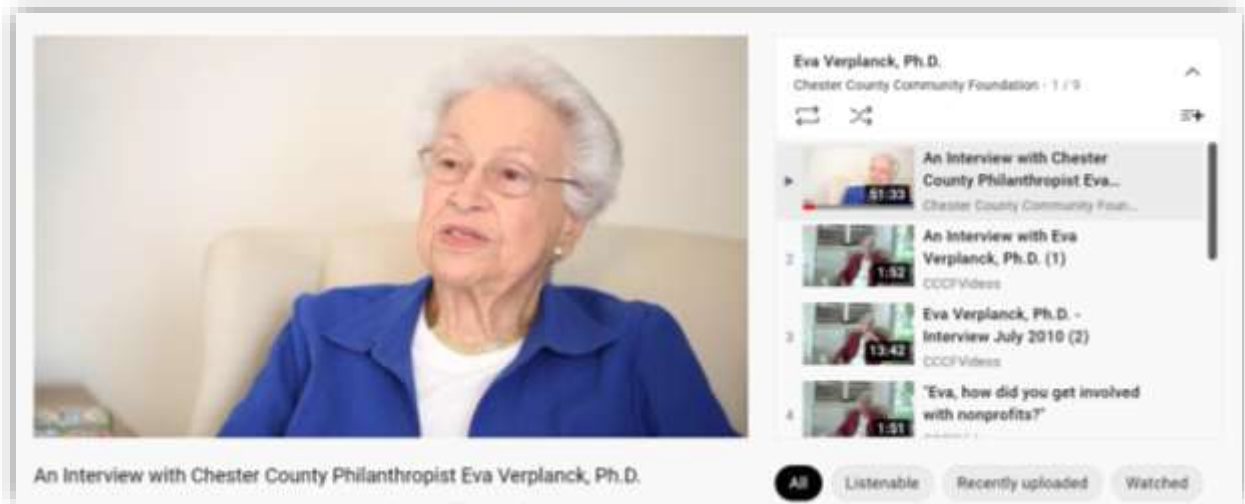 Eva Verplanck, Ph.D.
Chester County Community Foundation - 1 / 9
51:33
An Interview with Chester
County Philanthropist Eva...
Chester County Community Foun...
2
1:52
An Interview with Eva
Verplanck, Ph.D. (1)
CCCFVideos
3
13:42
Eva Verplanck, Ph.D. -
Interview July 2010 (2)
CCCFVideos
4
1:51
"Eva, how did you get involved
with nonprofits?"
An Interview with Chester County Philanthropist Eva Verplanck, Ph.D.
All
Listenable
Recently uploaded
Watched